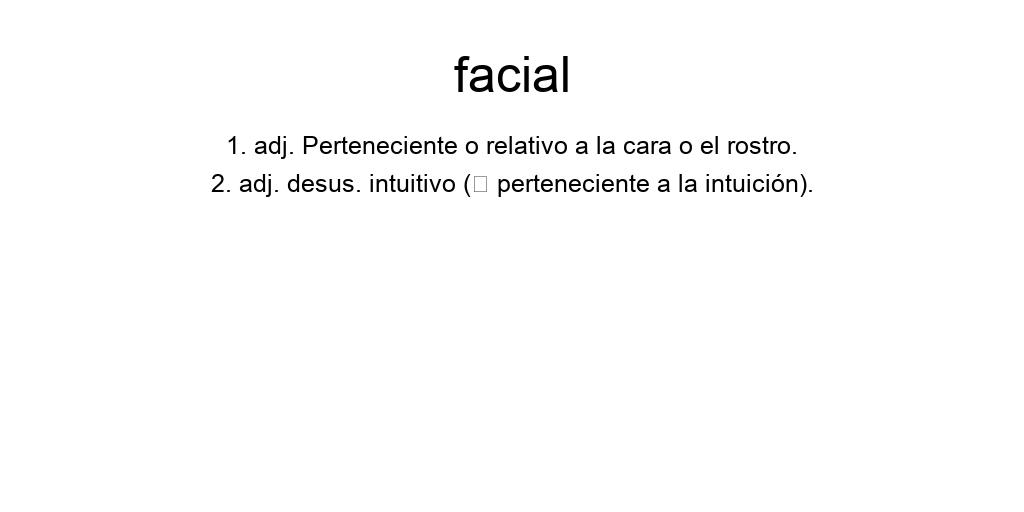 facial
1. adj. Perteneciente o relativo a la cara o el rostro.
2. adj. desus. intuitivo (□ perteneciente a la intuición).